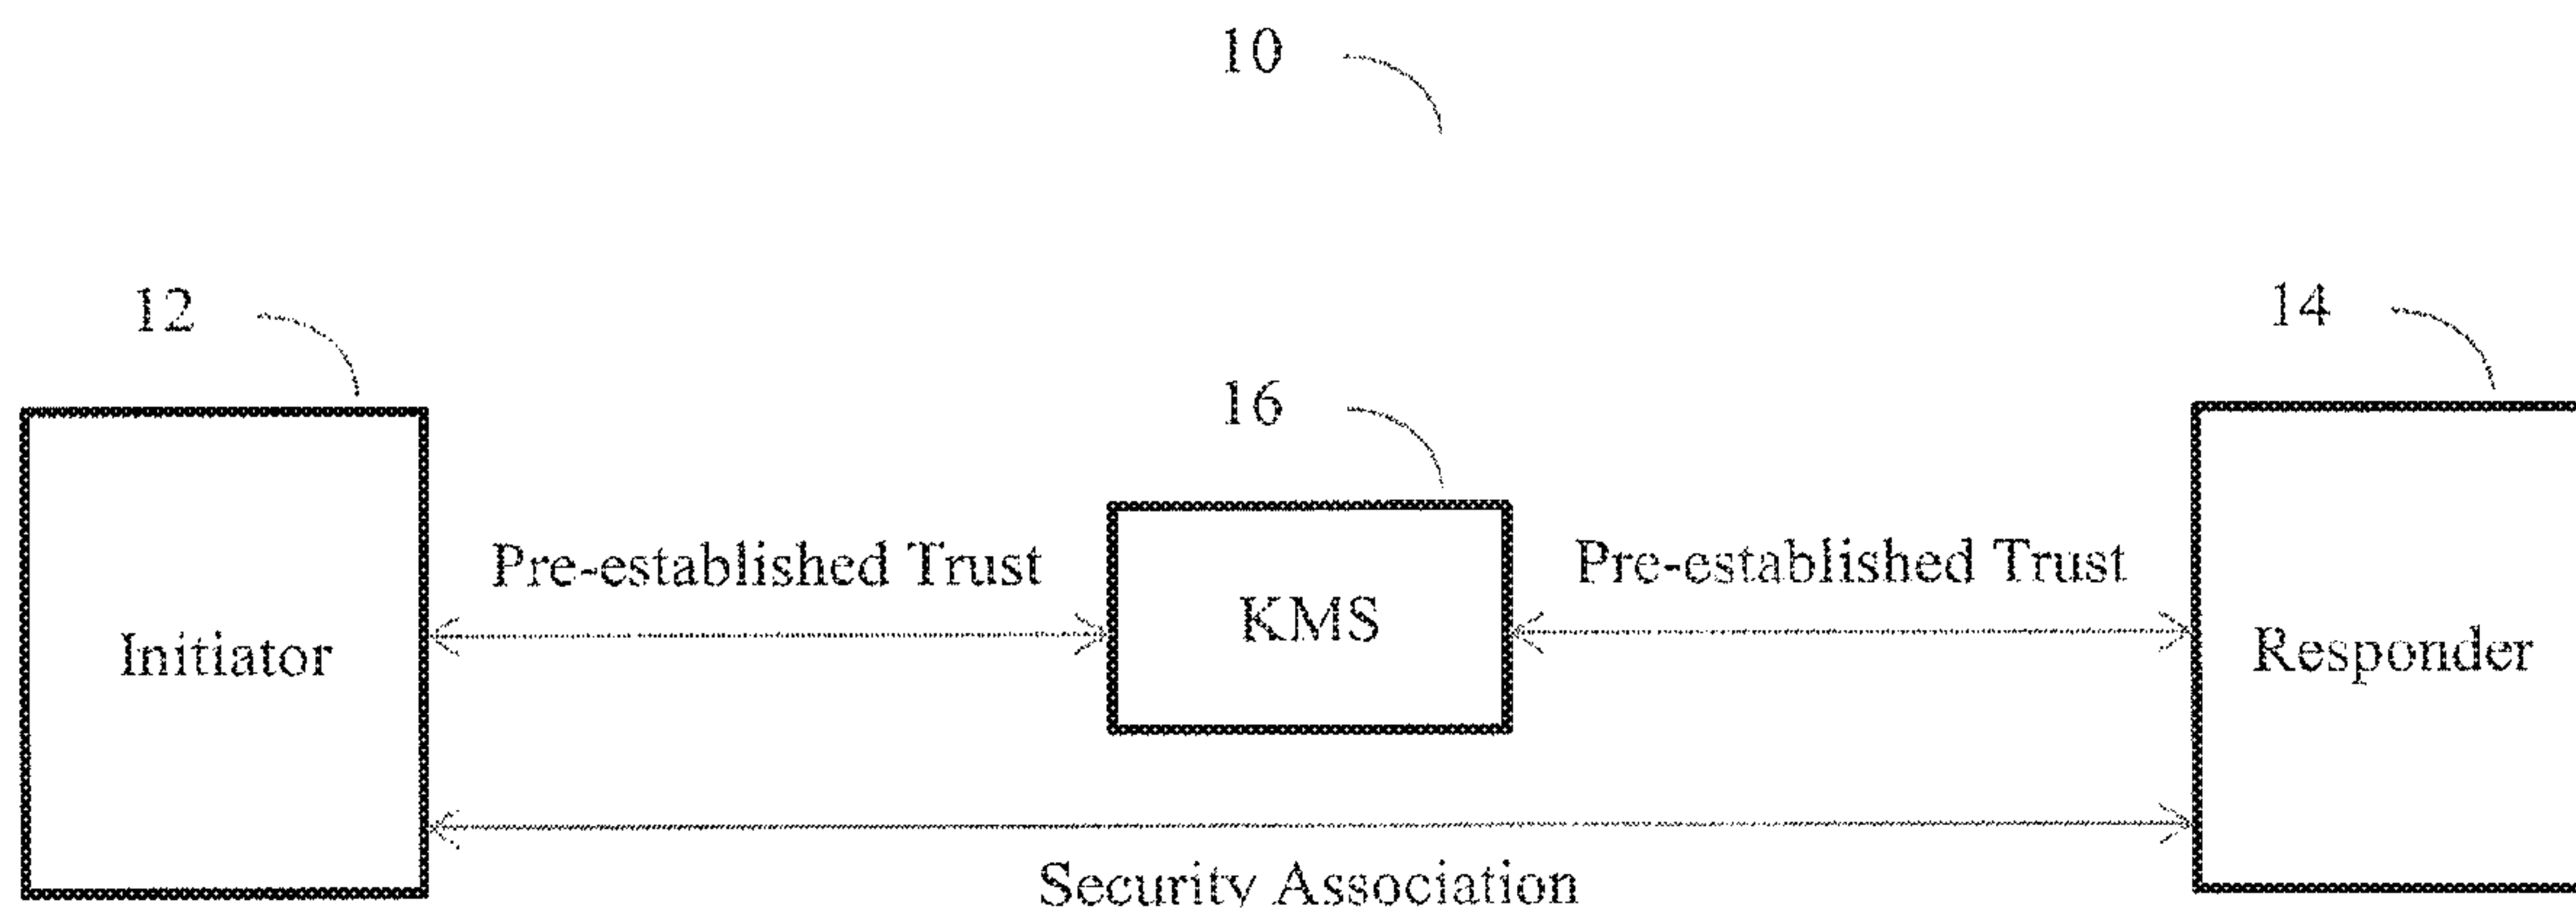 10
12
14
16
Pre-established Trust
Pre-established Trust
KMS
Initiator
Responder
Security Association